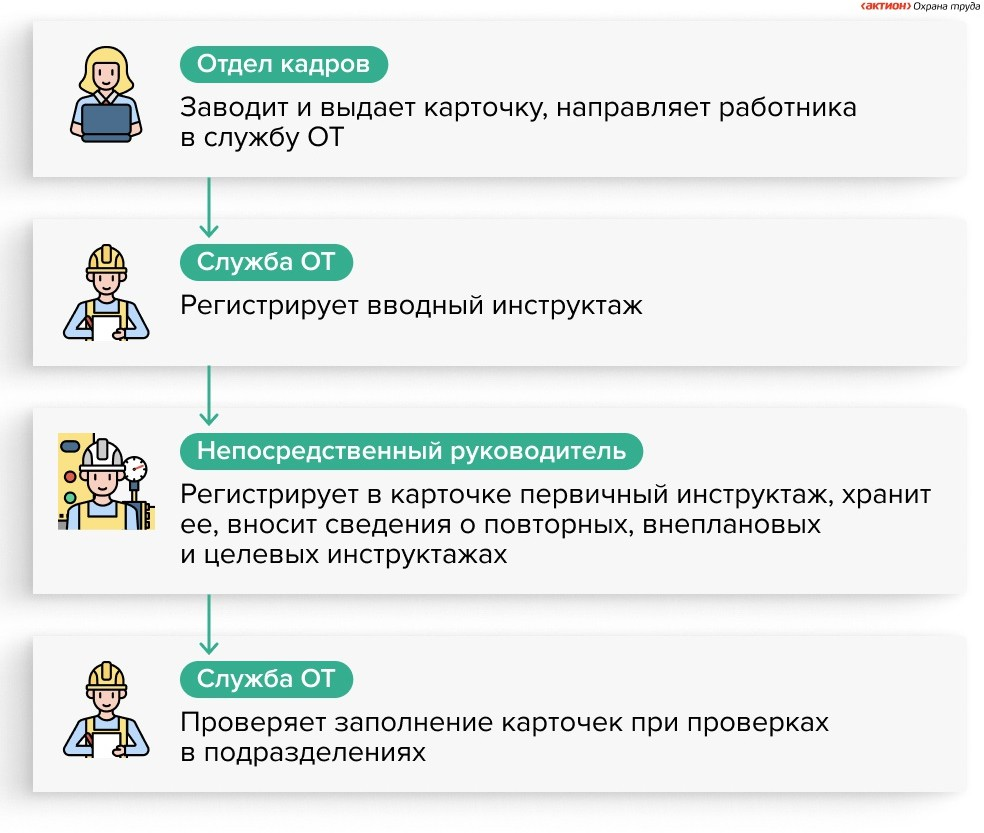 ‹актион› Охрана труда
Отдел кадров
Заводит и выдает карточку, направляет работника
в службу ОТ
Служба ОТ
Регистрирует вводный инструктаж
Непосредственный руководитель
Регистрирует в карточке первичный инструктаж, хранит
ее, вносит сведения о повторных, внеплановых
и целевых инструктажах
Служба ОТ
Проверяет заполнение карточек при проверках
в подразделениях